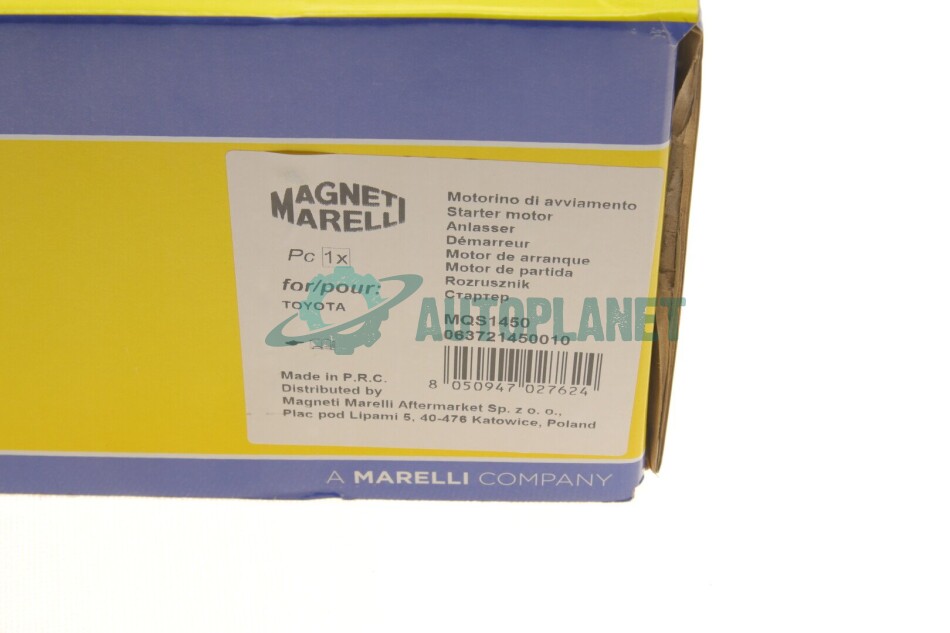 MAGNETI
MARELLI
Pc 1x
for/pour:
TOYOTA
Motorino di avviamento
Starter motor
Anlasser
Démarreur
Motor de arranque
Motor de partida
Rozrusznik
Стартер
MQS1450
063721450010
8 050947 027624
AUTOPLANET
Made in P.R.C.
Distributed by
Magneti Marelli Aftermarket Sp. z o. o.,
Plac pod Lipami 5, 40-476 Katowice, Poland
A MARELLI COMPANY